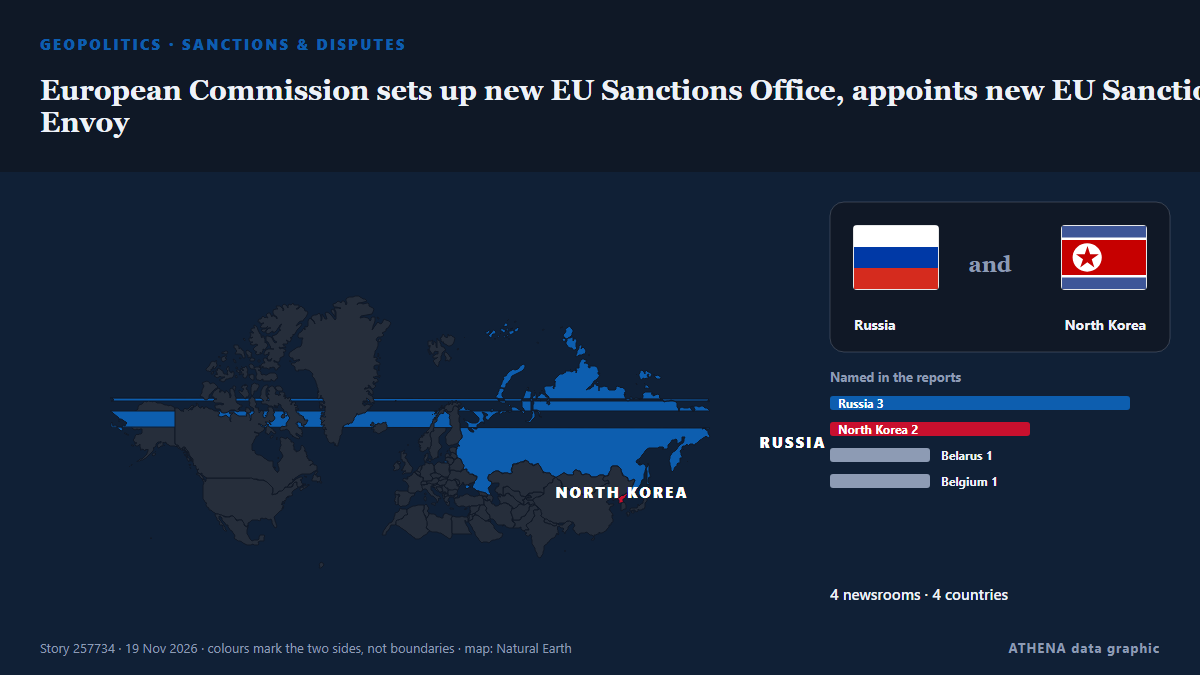 GEOPOLITICS · SANCTIONS & DISPUTES
European Commission sets up new EU Sanctions Office, appoints new EU
Envoy
and
Russia
North Korea
Named in the reports
Russia 3
North Korea 2
Belarus 1
Belgium 1
RUSSIA
NORTH KOREA
4 newsrooms · 4 countries
Story 257734 · 19 Nov 2026 · colours mark the two sides, not boundaries · map: Natural Earth
ATHENA data graphic